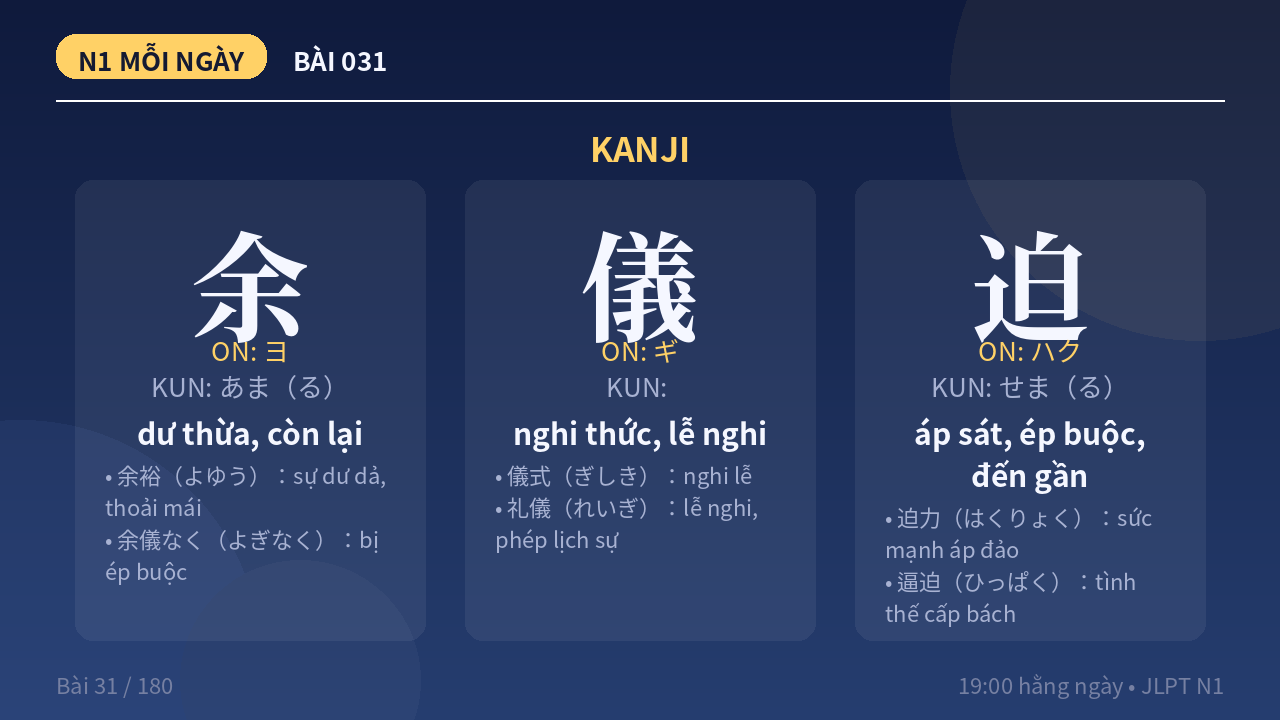 N1 MỖI NGÀY
BÀI 031
KANJI
余
ON: ヨ
KUN: あま（る）
dư thừa, còn lại
• 余裕（よゆう）：sự dư dả,
thoải mái
• 余儀なく（よぎなく）：bị
ép buộc
儀
ON: ギ
KUN:
nghi thức, lễ nghi
• 儀式（ぎしき）：nghi lễ
• 礼儀（れいぎ）：lễ nghi,
phép lịch sự
迫
ON: ハク
KUN: せま（る）
áp sát, ép buộc,
đến gần
• 迫力（はくりょく）：sức
mạnh áp đảo
• 逼迫（ひっぱく）：tình
thế cấp bách
Bài 31 / 180
19:00 hằng ngày • JLPT N1